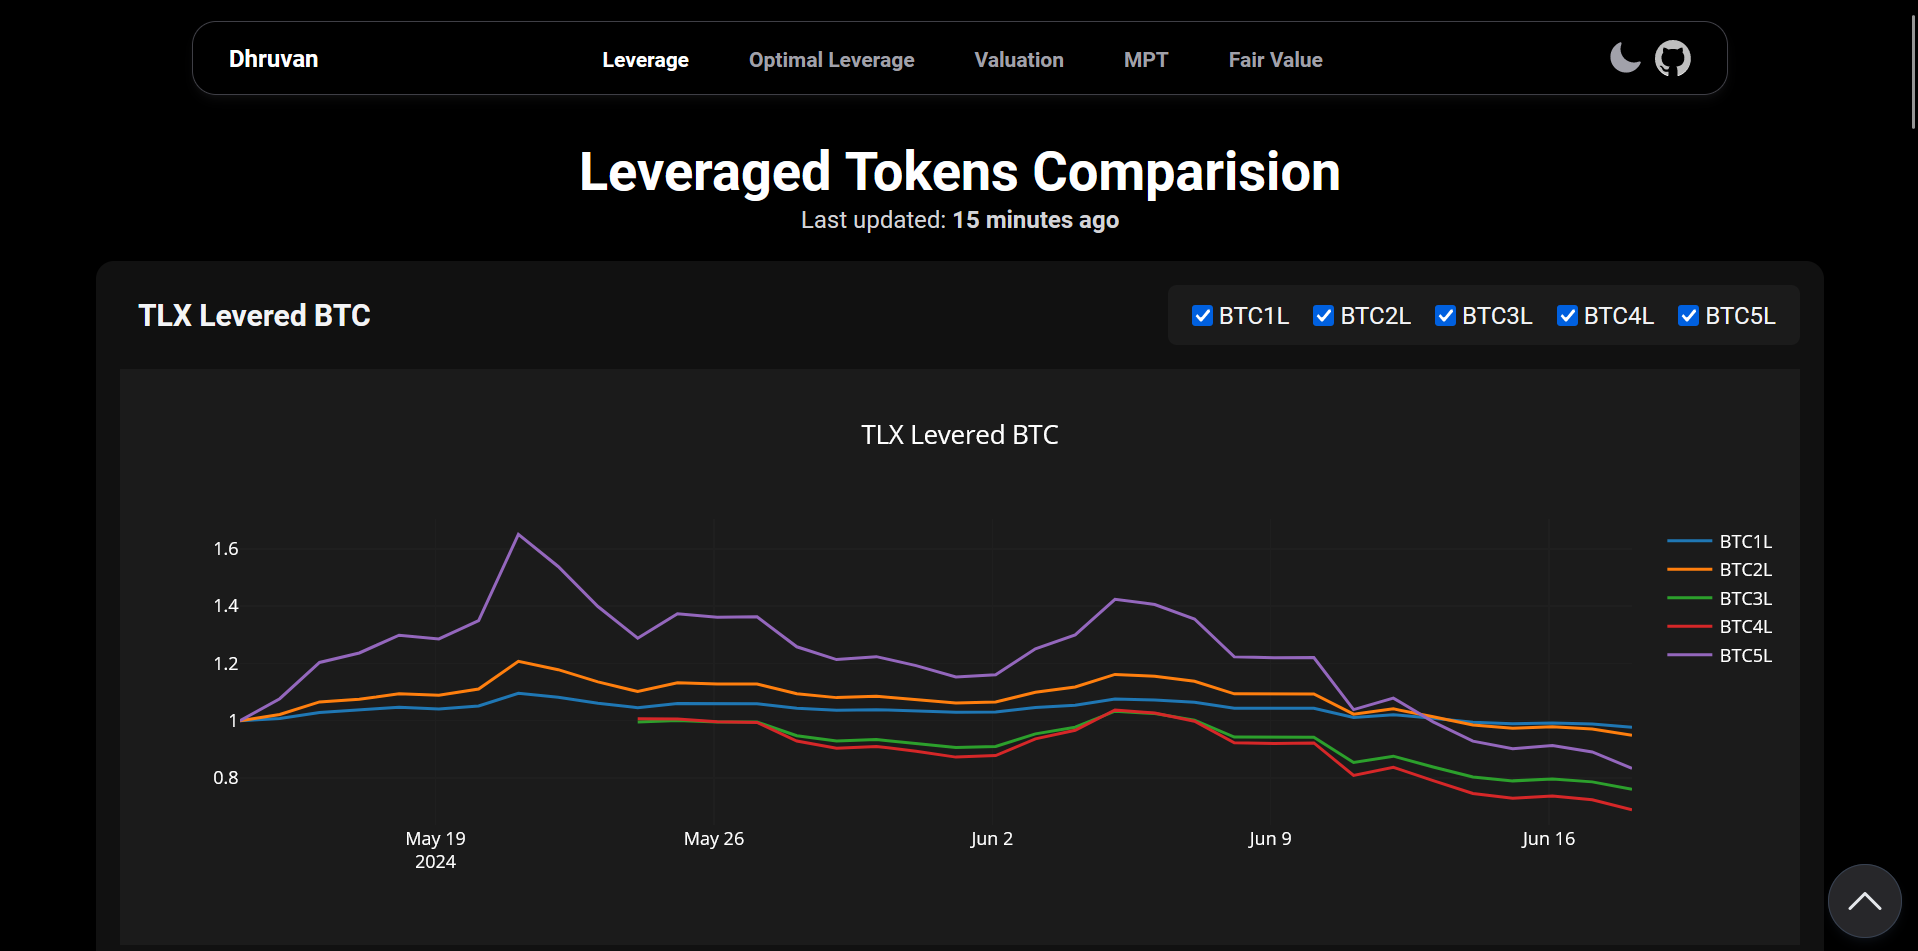 Dhruvan
Leverage Optimal Leverage Valuation MPT Fair Value
Leveraged Tokens Comparision
Last updated: 15 minutes ago
TLX Levered BTC
BTC1L BTC2L BTC3L BTC4L BTC5L
TLX Levered BTC
1.6
1.4
1.2
1
0.8
May 19
2024
May 26
Jun 2
Jun 9
Jun 16
BTC1L
BTC2L
BTC3L
BTC4L
BTC5L